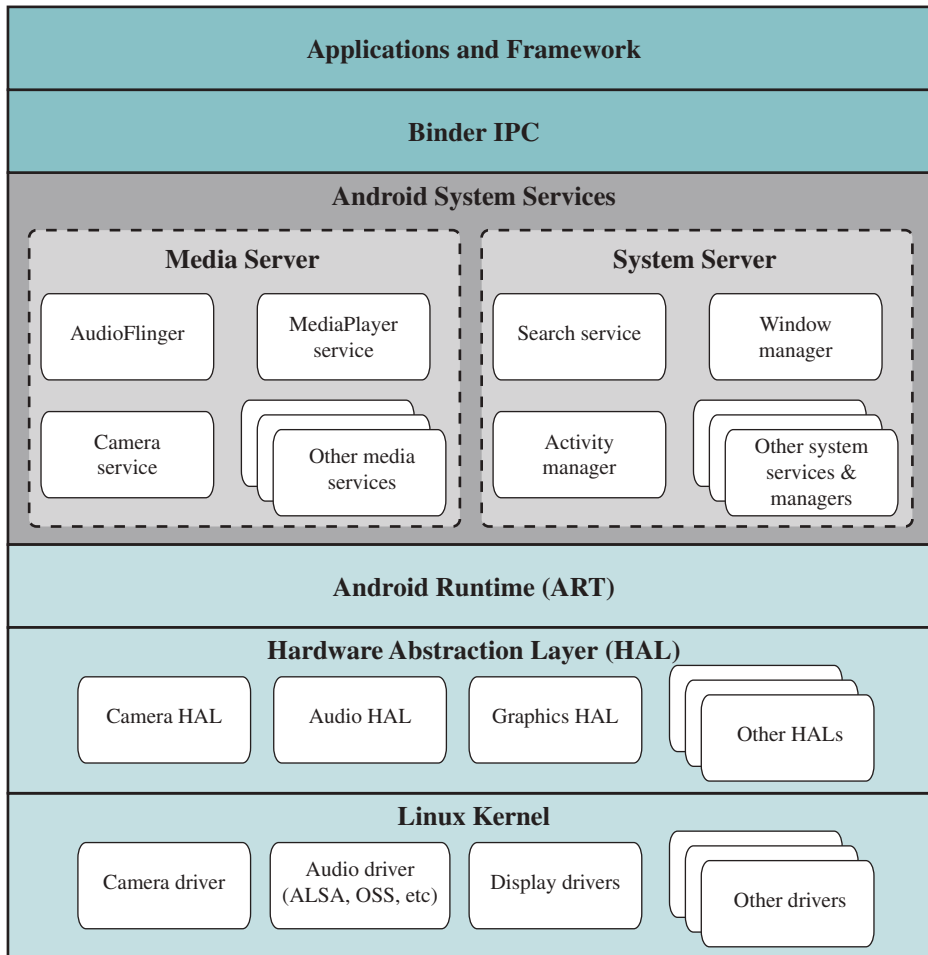 Applications and Framework
Binder IPC
Android System Services
Media Server
AudioFlinger
MediaPlayer
service
Camera
service
Other media
services
System Server
Search service
Window
manager
Activity
manager
Other system
services &
managers
Android Runtime (ART)
Hardware Abstraction Layer (HAL)
Camera HAL
Audio HAL
Graphics HAL
Other HALs
Linux Kernel
Camera driver
Audio driver
(ALSA, OSS, etc)
Display drivers
Other drivers